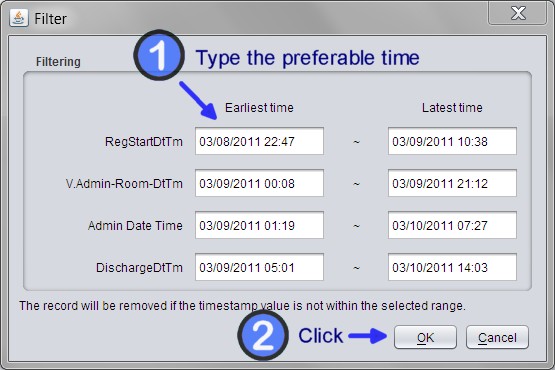 Filter
1 Type the preferable time
Filtering
Earliest time Latest time
RegStartDtTm 03/08/2011 22:47 ~ 03/09/2011 10:38
V.Admin-Room-DtTm 03/09/2011 00:08 ~ 03/09/2011 21:12
Admin Date Time 03/09/2011 01:19 ~ 03/10/2011 07:27
DischargeDtTm 03/09/2011 05:01 ~ 03/10/2011 14:03
The record will be removed if the timestamp value is not within the selected range.
2 Click OK Cancel